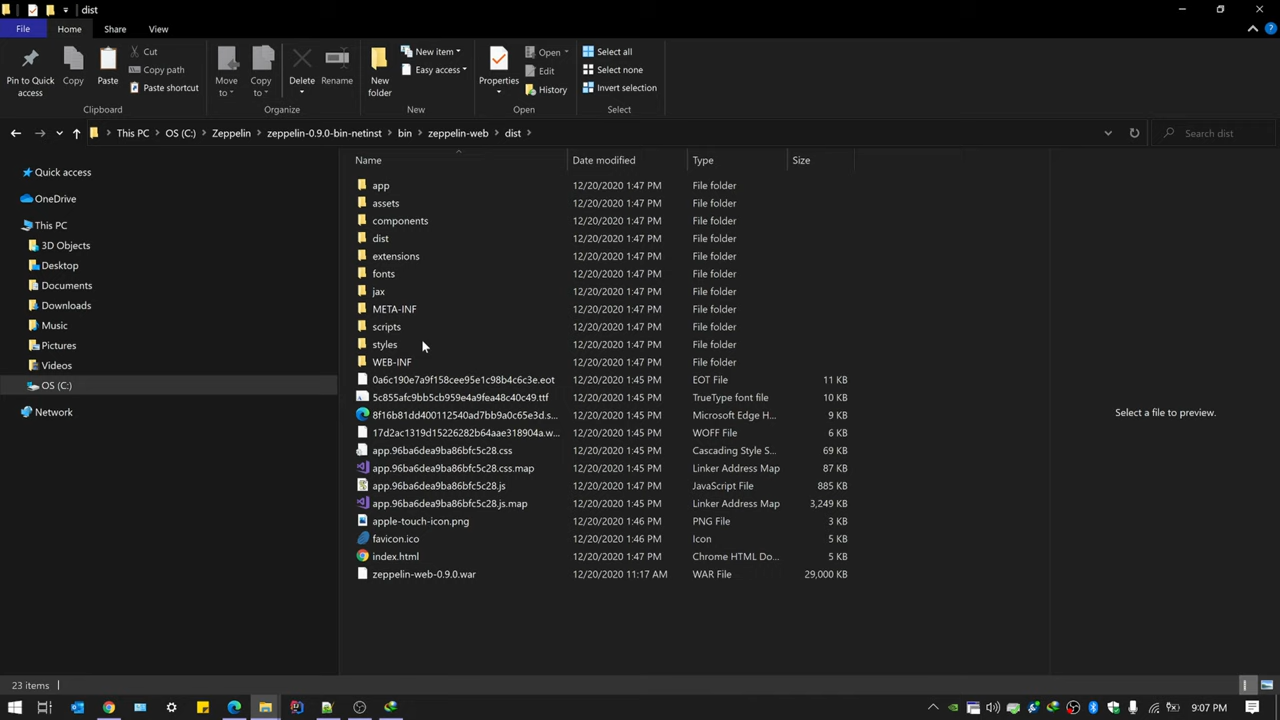 dist
File Home Share View
Pin to Quick access
Copy
Paste
Cut
Copy path
Paste shortcut
Clipboard
Move to
Copy to
Delete
Rename
Organize
New folder
New item
Easy access
New
Properties
Open
Edit
History
Open
Select all
Select none
Invert selection
Select
This PC OS (C:) Zeppelin zeppelin-0.9.0-bin-netinst bin zeppelin-web dist
Search dist
Quick access
OneDrive
This PC
3D Objects
Desktop
Documents
Downloads
Music
Pictures
Videos
OS (C:)
Network
Name Date modified Type Size
app 12/20/2020 1:47 PM File folder
assets 12/20/2020 1:47 PM File folder
components 12/20/2020 1:47 PM File folder
dist 12/20/2020 1:47 PM File folder
extensions 12/20/2020 1:47 PM File folder
fonts 12/20/2020 1:47 PM File folder
jax 12/20/2020 1:47 PM File folder
META-INF 12/20/2020 1:47 PM File folder
scripts 12/20/2020 1:47 PM File folder
styles 12/20/2020 1:47 PM File folder
WEB-INF 12/20/2020 1:47 PM File folder
0a6c190e7a9f158cee95e1c98b4c6c3e.eot 12/20/2020 1:45 PM EOT File 11 KB
5c855afc9bb5cb959e4a9fea48c40c49.ttf 12/20/2020 1:45 PM TrueType font file 9 KB
8f16b81dd400112540ad7bb9a0c65e3d.s... 12/20/2020 1:45 PM Microsoft Edge H... 9 KB
17d2ac1319d15226282b64aae318904a.w... 12/20/2020 1:45 PM WOFF File 6 KB
app.96ba6dea9ba86bfc5c28.css 12/20/2020 1:45 PM Cascading Style S... 69 KB
app.96ba6dea9ba86bfc5c28.css.map 12/20/2020 1:45 PM Linker Address Map 87 KB
app.96ba6dea9ba86bfc5c28.js 12/20/2020 1:47 PM JavaScript File 885 KB
app.96ba6dea9ba86bfc5c28.js.map 12/20/2020 1:45 PM Linker Address Map 3,249 KB
apple-touch-icon.png 12/20/2020 1:46 PM PNG File 3 KB
favicon.ico 12/20/2020 1:46 PM Icon 5 KB
index.html 12/20/2020 1:47 PM Chrome HTML Do... 5 KB
zeppelin-web-0.9.0.war 12/20/2020 11:17 AM WAR File 29,000 KB
Select a file to preview.
23 items
9:07 PM